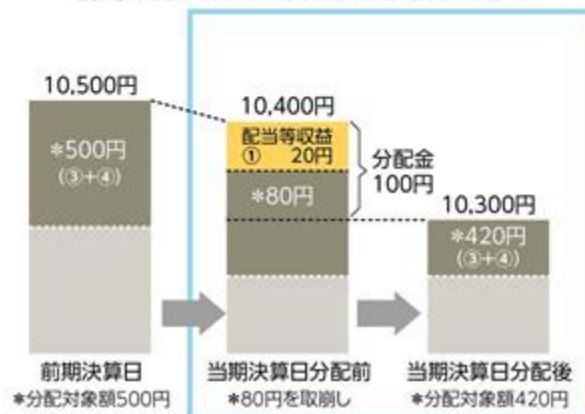 10,500円
*500円
(③+④)
10,400円
配当等収益
① 20円
*80円
分配金
100円
10,300円
*420円
(③+④)
前期決算日
*分配対象額500円
当期決算日分配前
*80円を取崩し
当期決算日分配後
*分配対象額420円